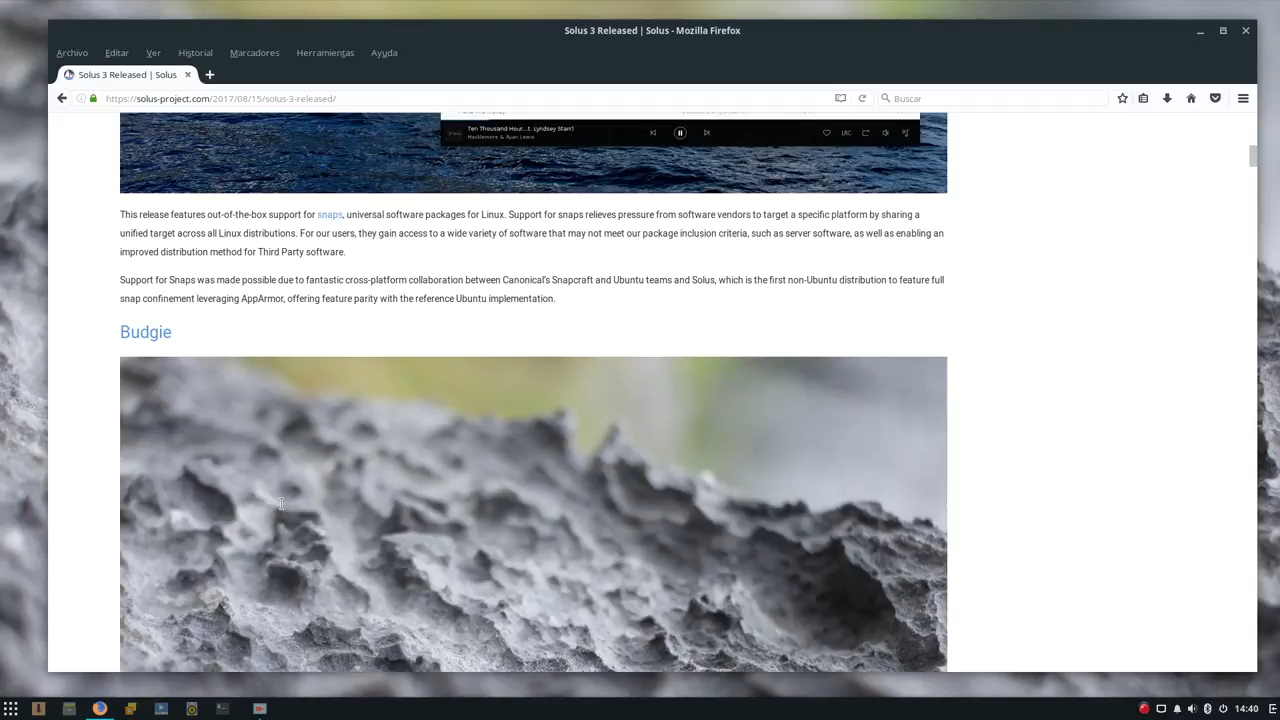 Solus 3 Released | Solus - Mozilla Firefox
Archivo Editar Ver Historial Marcadores Herramientas Ayuda
Solus 3 Released | Solus
https://solus-project.com/2017/08/15/solus-3-released/ Buscar
Ten Thousand Hour...t. Lyndsey Starr)
Macklemore & Ryan Lewis
LRC
This release features out-of-the-box support for snaps, universal software packages for Linux. Support for snaps relieves pressure from software vendors to target a specific platform by sharing a
unified target across all Linux distributions. For our users, they gain access to a wide variety of software that may not meet our package inclusion criteria, such as server software, as well as enabling an
improved distribution method for Third Party software.
Support for Snaps was made possible due to fantastic cross-platform collaboration between Canonical's Snapcraft and Ubuntu teams and Solus, which is the first non-Ubuntu distribution to feature full
snap confinement leveraging AppArmor, offering feature parity with the reference Ubuntu implementation.
Budgie
14:40